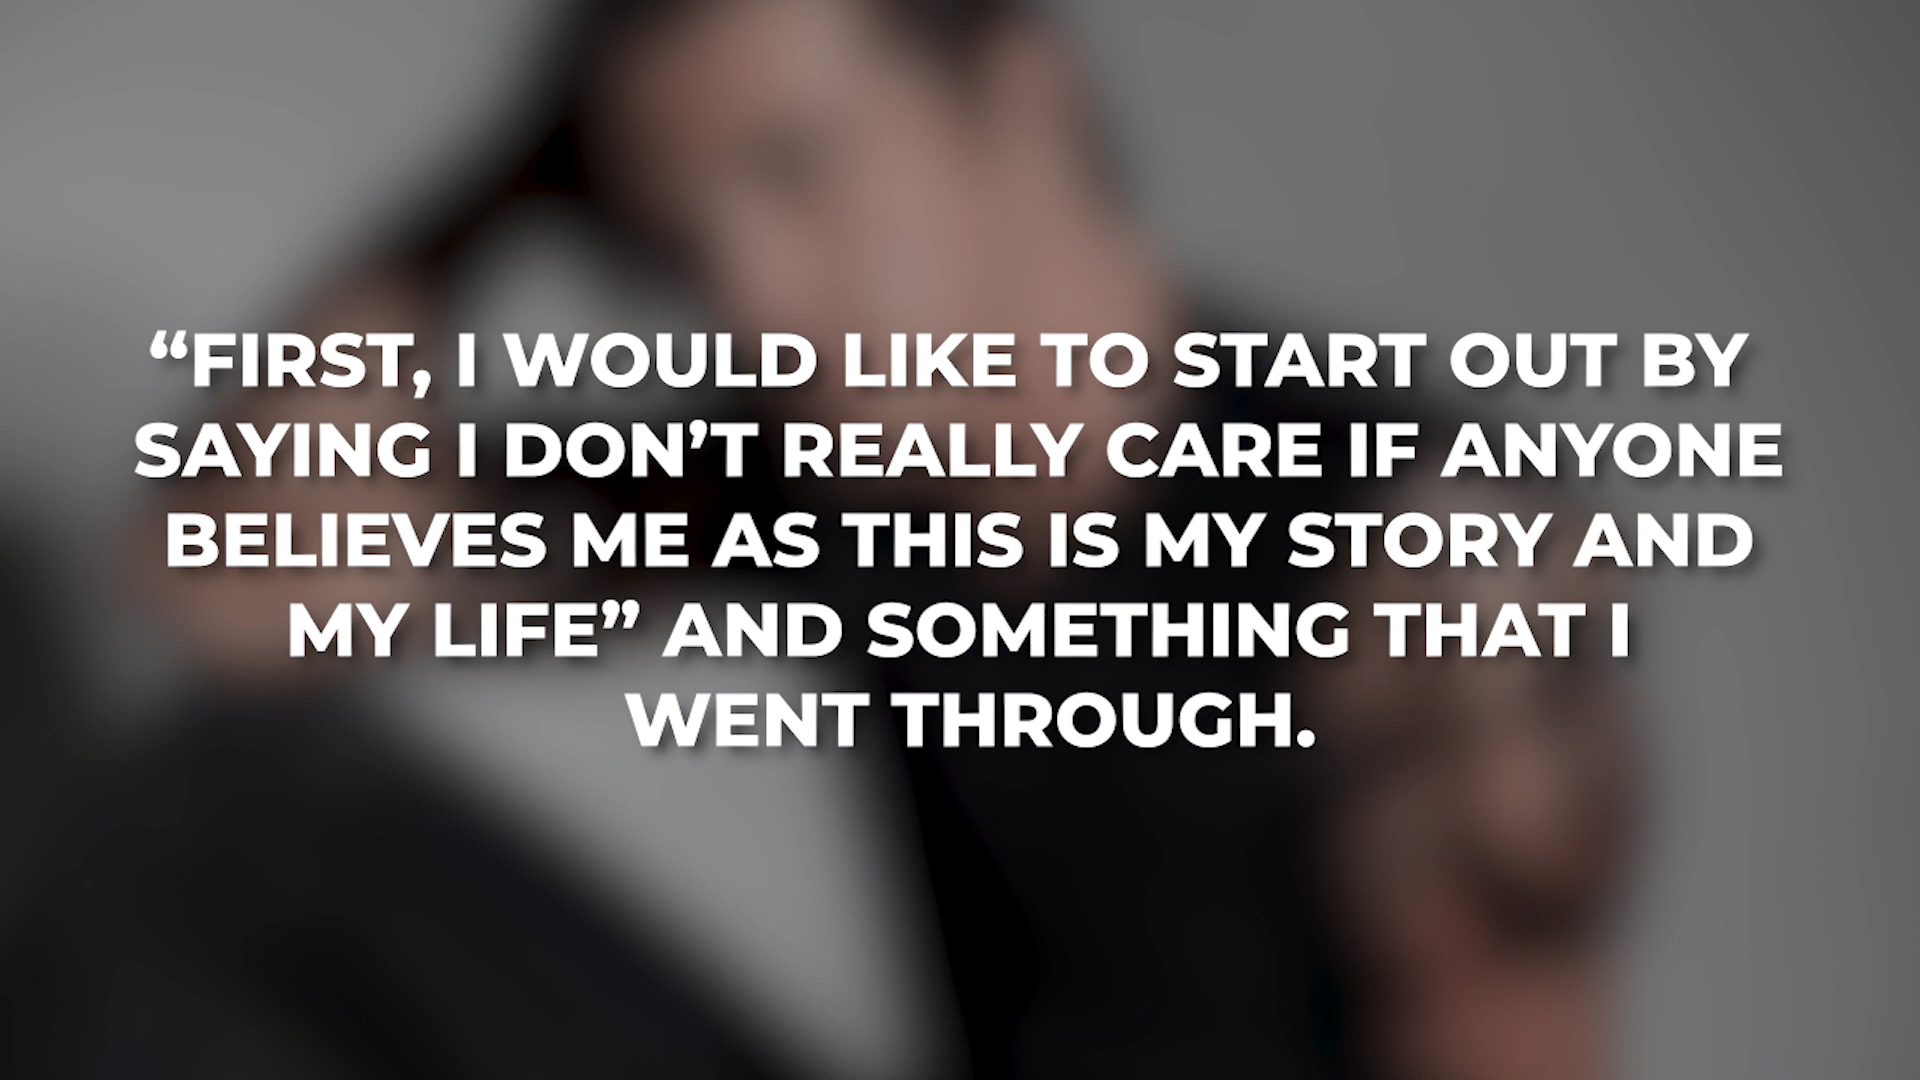 “FIRST, I WOULD LIKE TO START OUT BY
SAYING I DON’T REALLY CARE IF ANYONE
BELIEVES ME AS THIS IS MY STORY AND
MY LIFE” AND SOMETHING THAT I
WENT THROUGH.